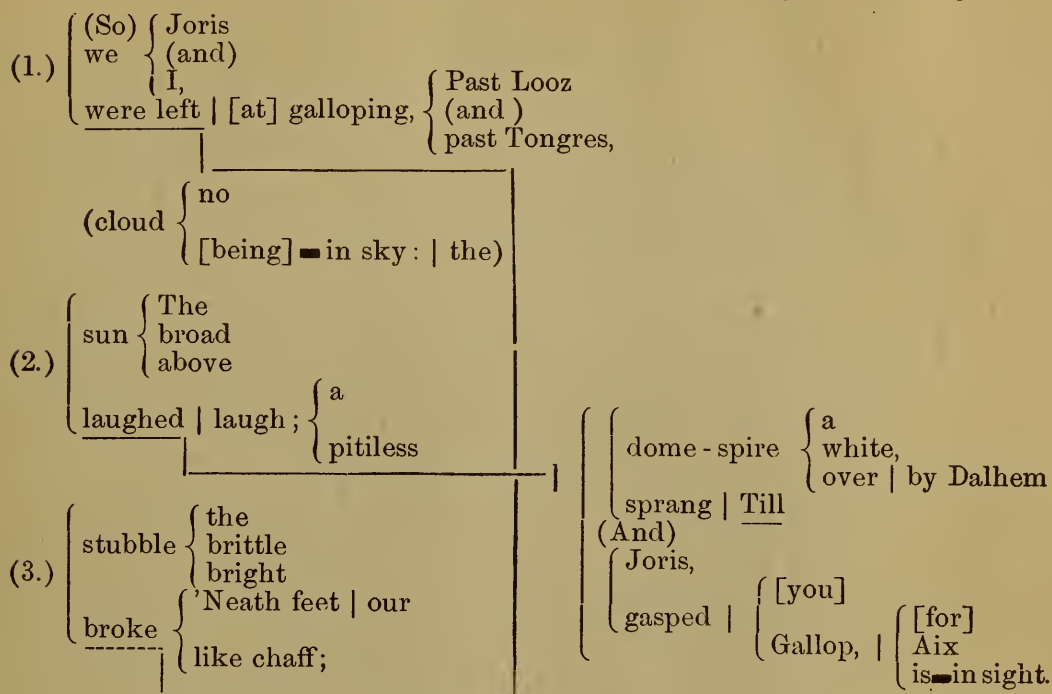 (So) Joris
(1.) we (and)
I,
were left | [at] galloping, Past Looz
(and )
past Tongres,
(cloud no
[being] = in sky : | the)
(2.) sun The
broad
above
laughed | laugh ; a
pitiless
(3.) stubble the
brittle
bright
broke 'Neath feet | our
like chaff;
dome-spire a
white,
over | by Dalhem
sprang | Till
(And)
Joris,
gasped | [you]
Gallop, | [for]
Aix
is=in sight.